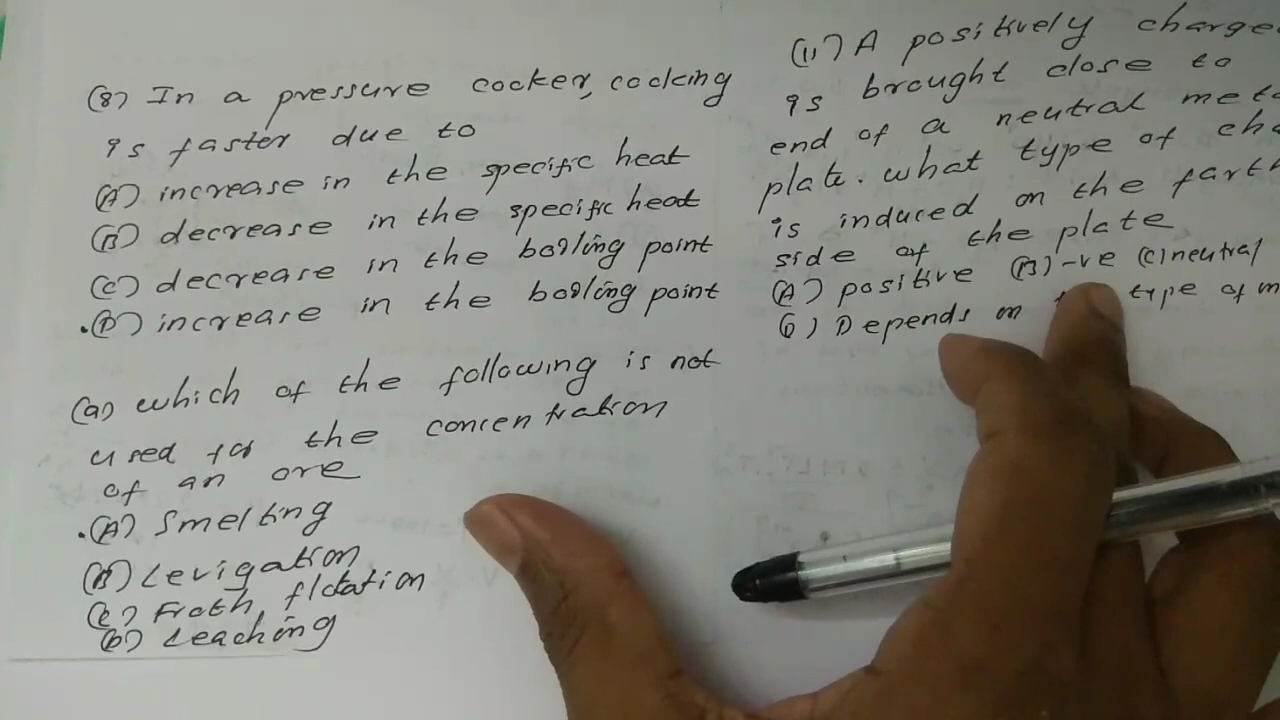 (8) In a pressure cocker, cocking
is faster due to
(A) increase in the specific heat
(B) decrease in the specific heat
(C) decrease in the boiling point
.(D) increase in the boiling point
(9) which of the following is not
used for the concentration
of an ore
.(A) Smelting
(B) Levigation
(C) Froth, flotation
(D) Leaching
(11) A positively charge
is brought close to
end of a neutral met
plate. what type of cha
is induced on the farth
side of the plate
(A) positive (B) -ve (C) neutral
Depends on type of m